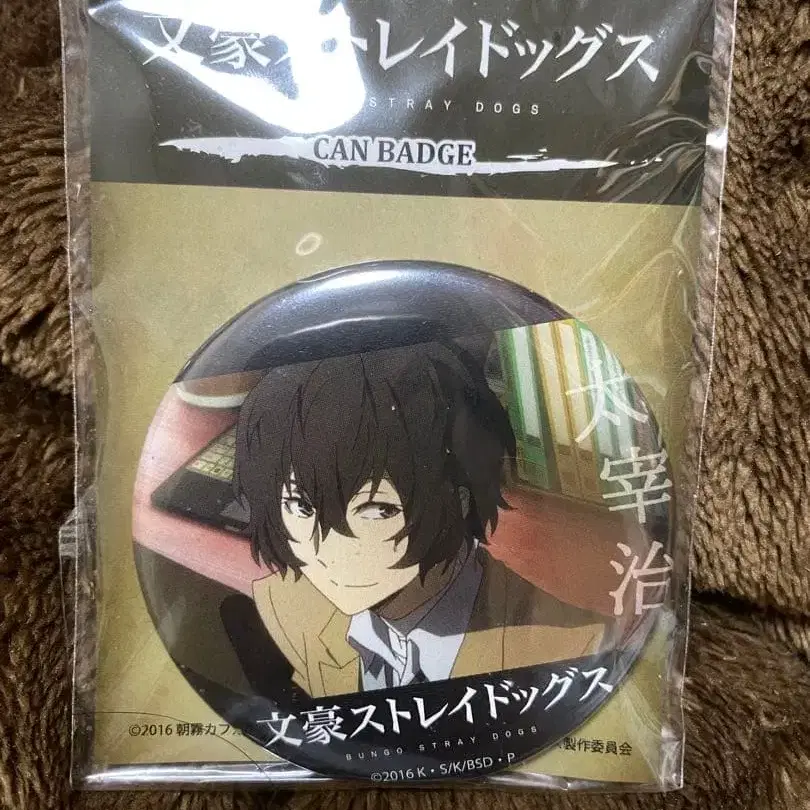 文豪ストレイドッグス
STRAY DOGS
CAN BADGE
太宰治
文豪ストレイドッグス
BUNGO STRAY DOGS
©2016 朝霧カフ
製作委員会
©2016 K・S/K/BSD・P